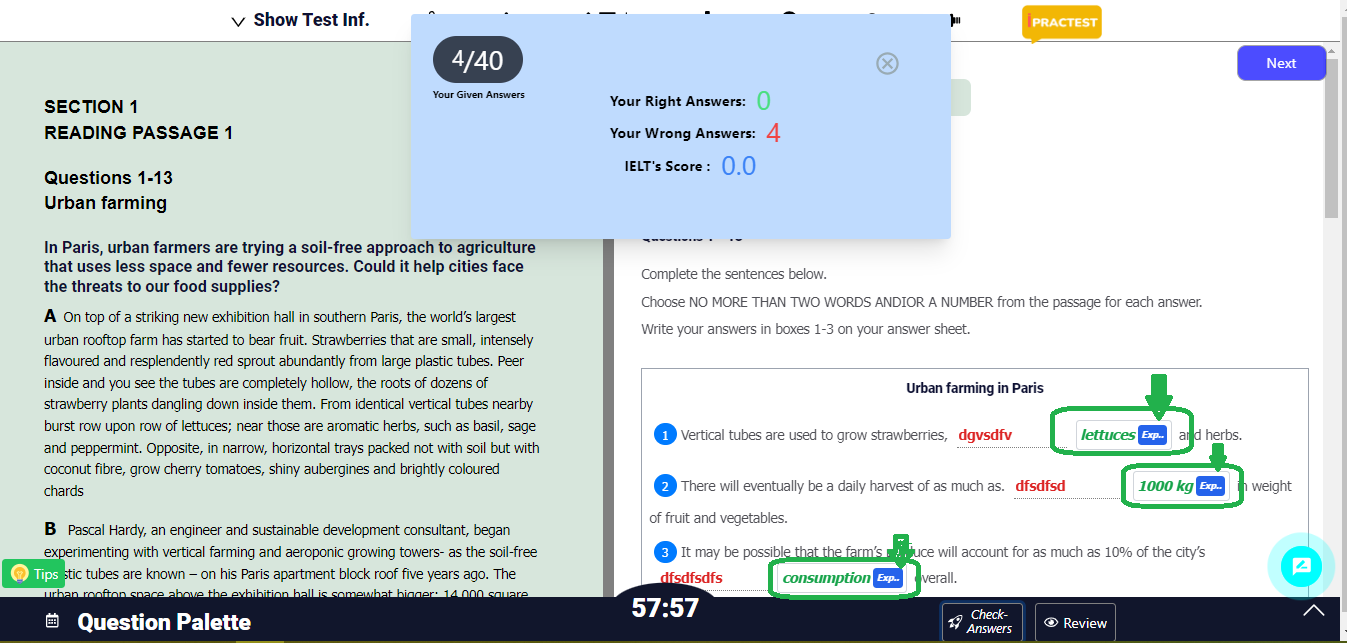 Show Test Inf.
iPRACTEST
4/40
Your Given Answers
Your Right Answers: 0
Your Wrong Answers: 4
IELT's Score : 0.0
Next
SECTION 1
READING PASSAGE 1
Questions 1-13
Urban farming
In Paris, urban farmers are trying a soil-free approach to agriculture
that uses less space and fewer resources. Could it help cities face
the threats to our food supplies?
A On top of a striking new exhibition hall in southern Paris, the world's largest
urban rooftop farm has started to bear fruit. Strawberries that are small, intensely
flavoured and resplendently red sprout abundantly from large plastic tubes. Peer
inside and you see the tubes are completely hollow, the roots of dozens of
strawberry plants dangling down inside them. From identical vertical tubes nearby
burst row upon row of lettuces; near those are aromatic herbs, such as basil, sage
and peppermint. Opposite, in narrow, horizontal trays packed not with soil but with
coconut fibre, grow cherry tomatoes, shiny aubergines and brightly coloured
chards
B Pascal Hardy, an engineer and sustainable development consultant, began
experimenting with vertical farming and aeroponic growing towers- as the soil-free
tubes are known – on his Paris apartment block roof five years ago. The
urban rooftop space above the exhibition hall is somewhat bigger: 14,000 square
Tips
Complete the sentences below.
Choose NO MORE THAN TWO WORDS ANDIOR A NUMBER from the passage for each answer.
Write your answers in boxes 1-3 on your answer sheet.
Urban farming in Paris
1 Vertical tubes are used to grow strawberries, dgvsdfv lettuces Exp.. and herbs.
2 There will eventually be a daily harvest of as much as. dfsdfsd 1000 kg Exp.. in weight
of fruit and vegetables.
3 It may be possible that the farm's produce will account for as much as 10% of the city's
dfsdfsdfs consumption Exp.. overall.
Question Palette
57:57
Check-
Answers
Review